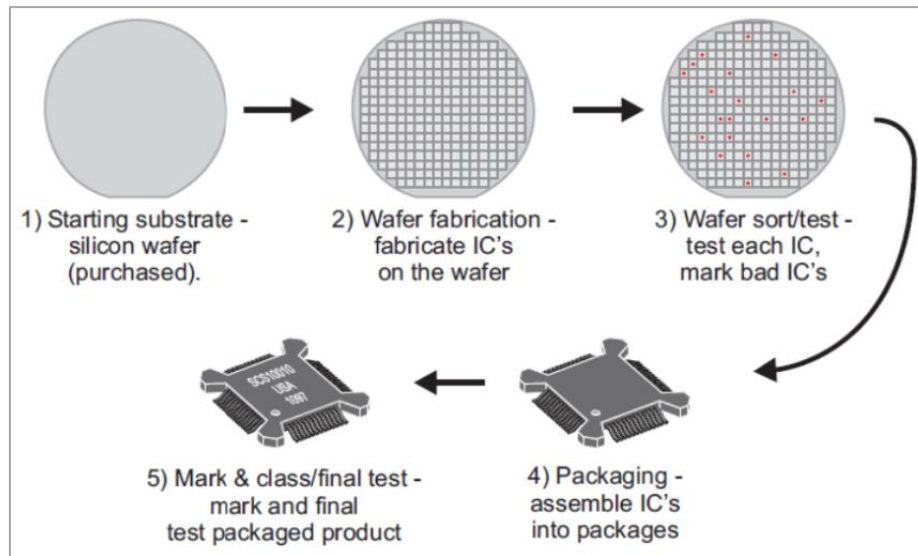 1) Starting substrate -
silicon wafer
(purchased).
2) Wafer fabrication -
fabricate IC's
on the wafer
3) Wafer sort/test -
test each IC,
mark bad IC's
SCS10010
USA
1097
5) Mark & class/final test -
mark and final
test packaged product
4) Packaging -
assemble IC's
into packages